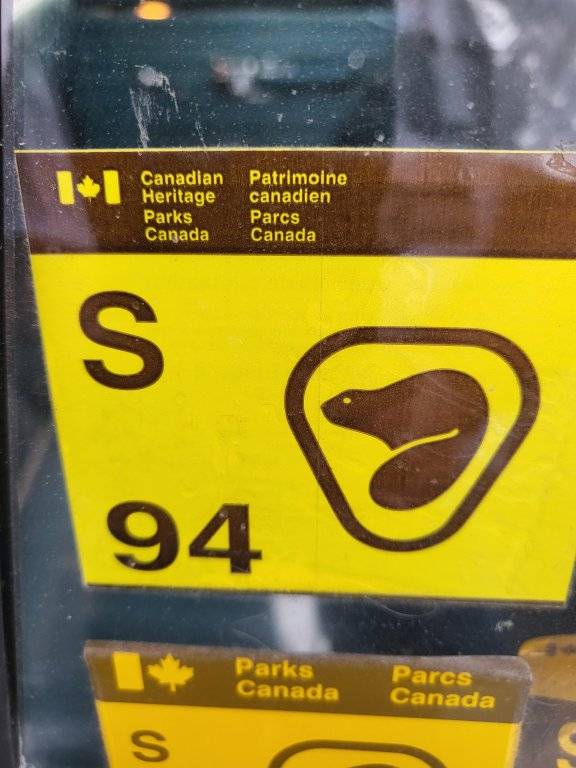 Canadian Heritage Patrimoine canadien
Parks Canada Parcs Canada
S
94
Parks Canada Parcs Canada
S